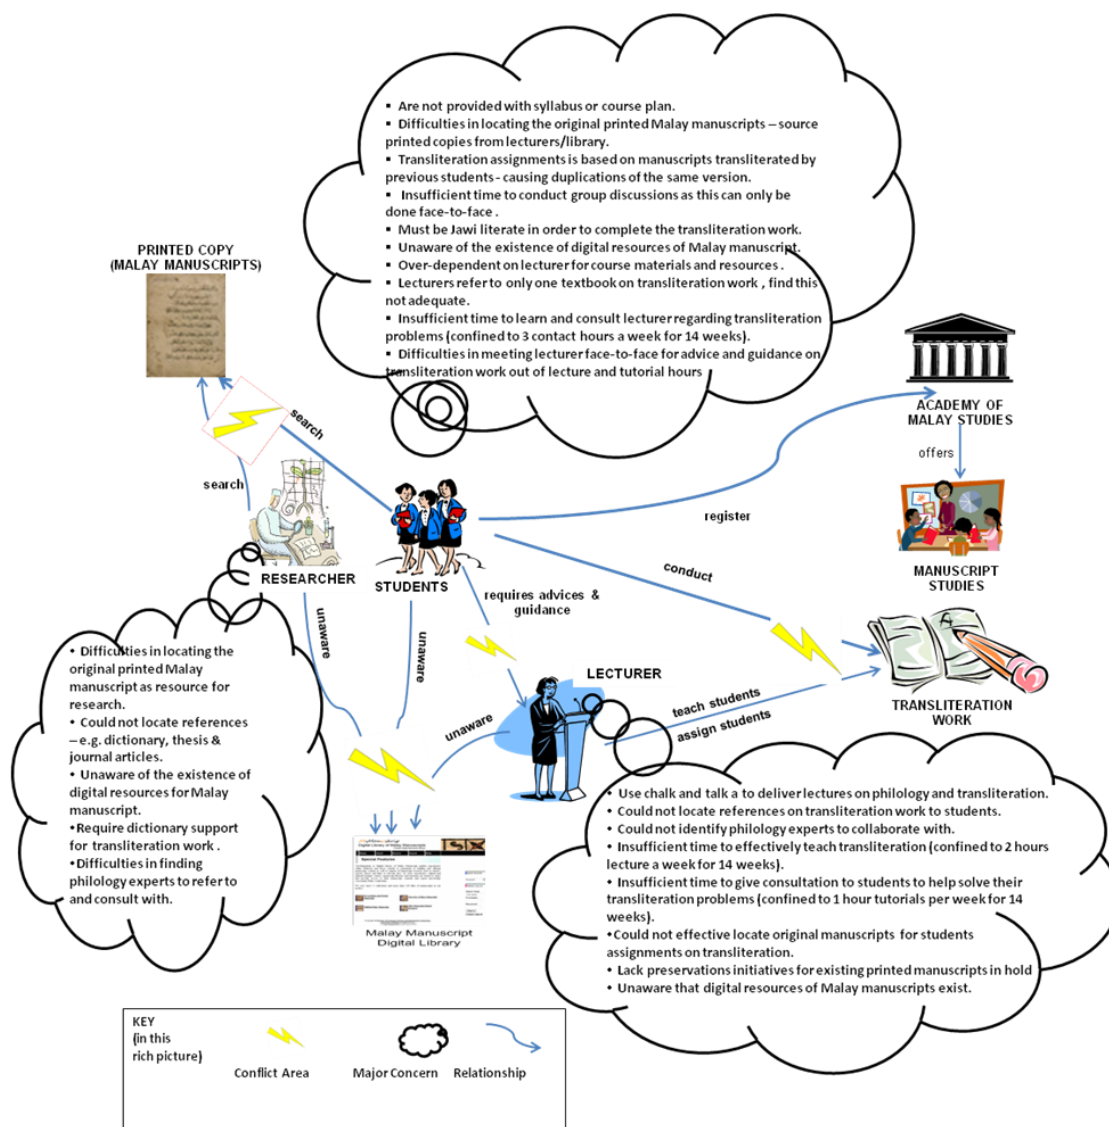 ▪ Are not provided with syllabus or course plan.
▪ Difficulties in locating the original printed Malay manuscripts – source
printed copies from lecturers/library.
▪ Transliteration assignments is based on manuscripts transliterated by
previous students - causing duplications of the same version.
▪ Insufficient time to conduct group discussions as this can only be
done face-to-face .
▪ Must be Jawi literate in order to complete the transliteration work.
▪ Unaware of the existence of digital resources of Malay manuscript.
▪ Over-dependent on lecturer for course materials and resources .
▪ Lecturers refer to only one textbook on transliteration work , find this
not adequate.
▪ Insufficient time to learn and consult lecturer regarding transliteration
problems (confined to 3 contact hours a week for 14 weeks).
▪ Difficulties in meeting lecturer face-to-face for advice and guidance on
transliteration work out of lecture and tutorial hours
PRINTED COPY
(MALAY MANUSCRIPTS)
ACADEMY OF
MALAY STUDIES
offers
MANUSCRIPT
STUDIES
search
search
register
conduct
RESEARCHER
STUDENTS
requires advices &
guidance
unaware
unaware
unaware
LECTURER
teach students
assign students
TRANSLITERATION
WORK
• Difficulties in locating the
original printed Malay
manuscript as resource for
research.
• Could not locate references
– e.g. dictionary, thesis &
journal articles.
• Unaware of the existence of
digital resources for Malay
manuscript.
•Require dictionary support
for transliteration work .
•Difficulties in finding
philology experts to refer to
and consult with.
Digital Library of Malay Manuscripts
Special Features
Malay Manuscript
Digital Library
• Use chalk and talk a to deliver lectures on philology and transliteration.
• Could not locate references on transliteration work to students.
• Could not identify philology experts to collaborate with.
• Insufficient time to effectively teach transliteration (confined to 2 hours
lecture a week for 14 weeks).
• Insufficient time to give consultation to students to help solve their
transliteration problems (confined to 1 hour tutorials per week for 14
weeks).
•Could not effective locate original manuscripts for students
assignments on transliteration.
• Lack preservations initiatives for existing printed manuscripts in hold
• Unaware that digital resources of Malay manuscripts exist.
KEY
(in this
rich picture)
Conflict Area
Major Concern
Relationship